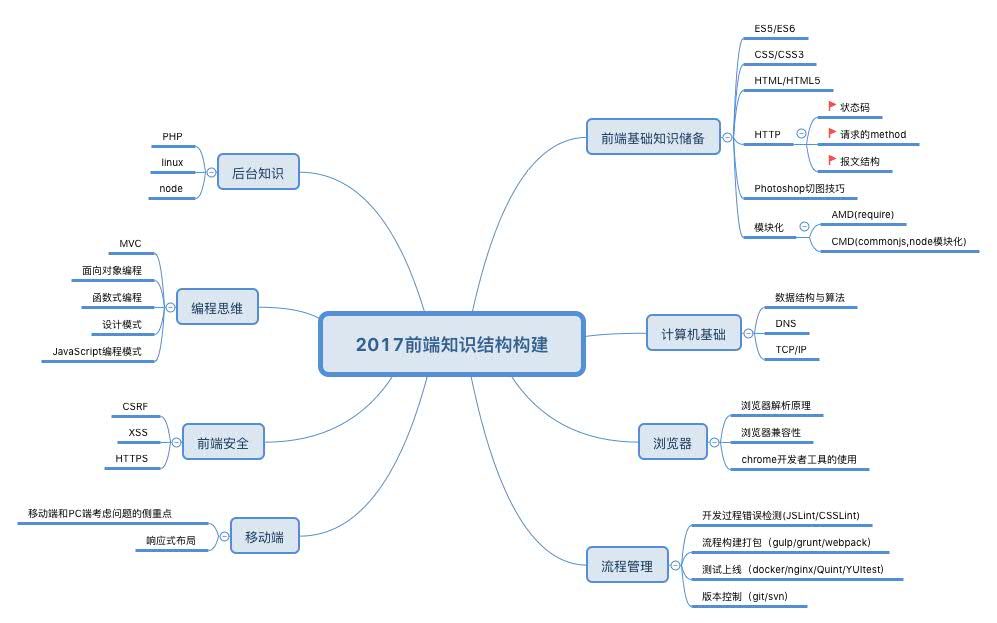 2017前端知识结构构建
前端基础知识储备
ES5/ES6
CSS/CSS3
HTML/HTML5
HTTP
状态码
请求的method
报文结构
Photoshop切图技巧
模块化
AMD(require)
CMD(commonjs,node模块化)
计算机基础
数据结构与算法
DNS
TCP/IP
浏览器
浏览器解析原理
浏览器兼容性
chrome开发者工具的使用
流程管理
开发过程错误检测(JSLint/CSSLint)
流程构建打包（gulp/grunt/webpack)
测试上线（docker/nginx/Quint/YUItest)
版本控制（git/svn)
后台知识
PHP
linux
node
编程思维
MVC
面向对象编程
函数式编程
设计模式
JavaScript编程模式
前端安全
CSRF
XSS
HTTPS
移动端
移动端和PC端考虑问题的侧重点
响应式布局